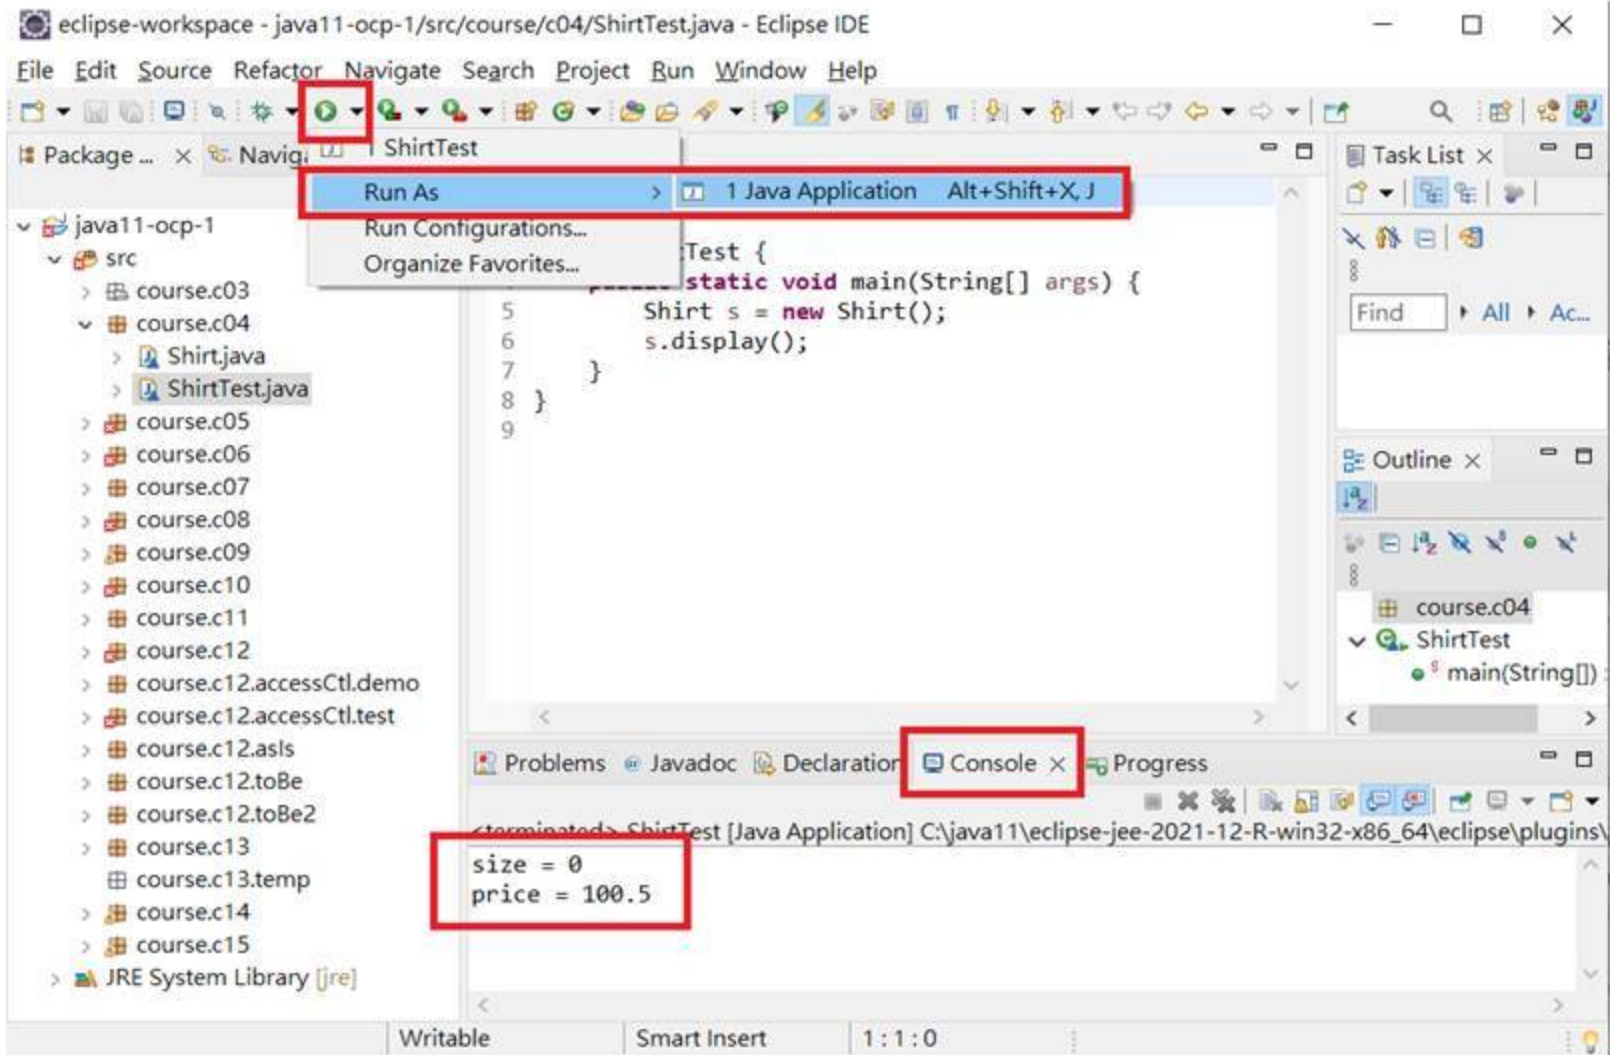 eclipse-workspace - java11-ocp-1/src/course/c04/ShirtTest.java - Eclipse IDE
File Edit Source Refactor Navigate Search Project Run Window Help
Package ... Navig
1 ShirtTest
Run As
1 Java Application Alt+Shift+X, J
Run Configurations...
Organize Favorites...
java11-ocp-1
src
course.c03
course.c04
Shirt.java
ShirtTest.java
course.c05
course.c06
course.c07
course.c08
course.c09
course.c10
course.c11
course.c12
course.c12.accessCtl.demo
course.c12.accessCtl.test
course.c12.asIs
course.c12.toBe
course.c12.toBe2
course.c13
course.c13.temp
course.c14
course.c15
JRE System Library [jre]
Test {
static void main(String[] args) {
5 Shirt s = new Shirt();
6 s.display();
7 }
8 }
9
Task List
Find All Ac...
Outline
course.c04
ShirtTest
main(String[]) :
Problems Javadoc Declaration Console Progress
<terminated> ShirtTest [Java Application] C:\java11\eclipse-jee-2021-12-R-win32-x86_64\eclipse\plugins\
size = 0
price = 100.5
Writable Smart Insert 1 : 1 : 0